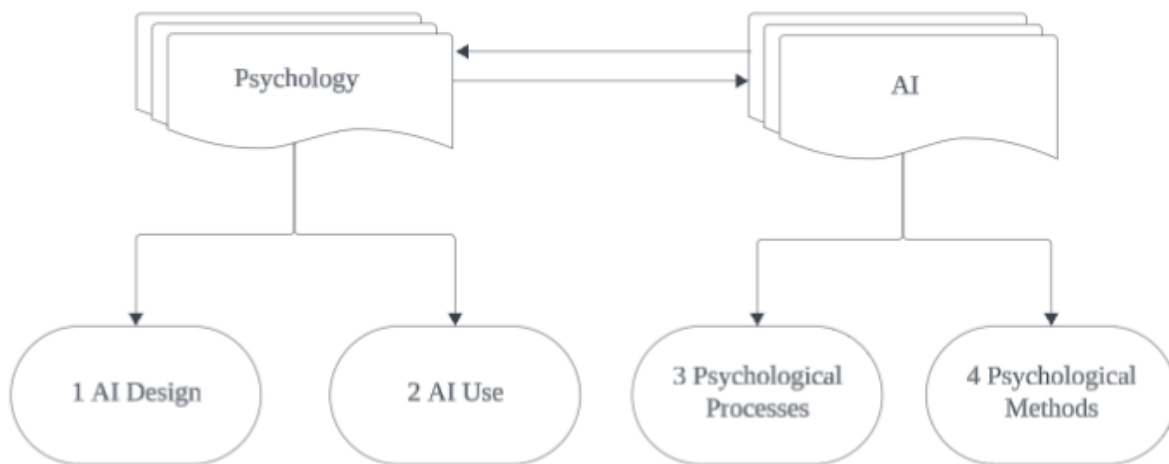 Psychology
AI
1 AI Design
2 AI Use
3 Psychological
Processes
4 Psychological
Methods